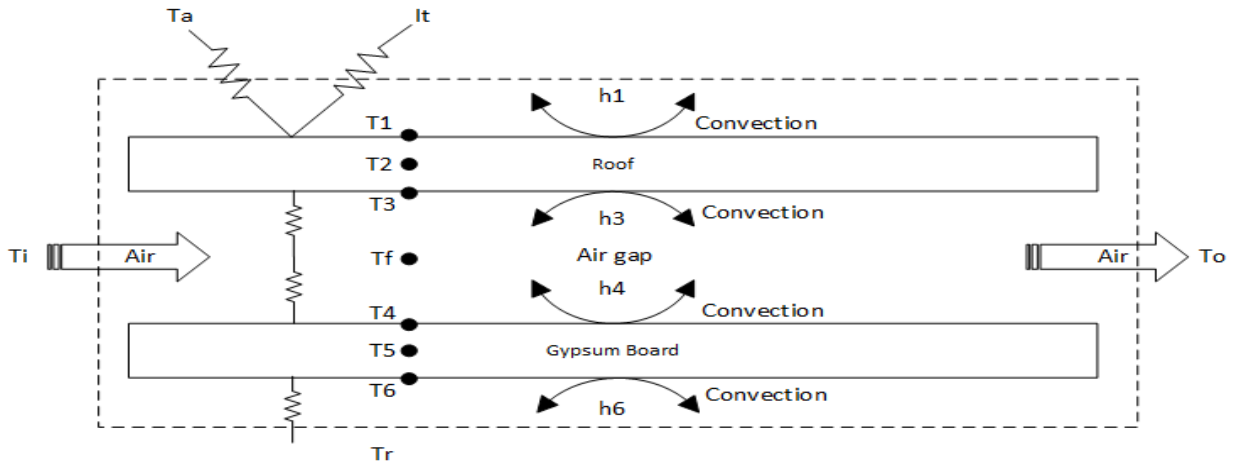 Ta
It
h1
T1
Convection
T2
Roof
T3
h3
Convection
Ti
Air
Tf
Air gap
Air
To
h4
T4
Convection
T5
Gypsum Board
T6
Convection
h6
Tr